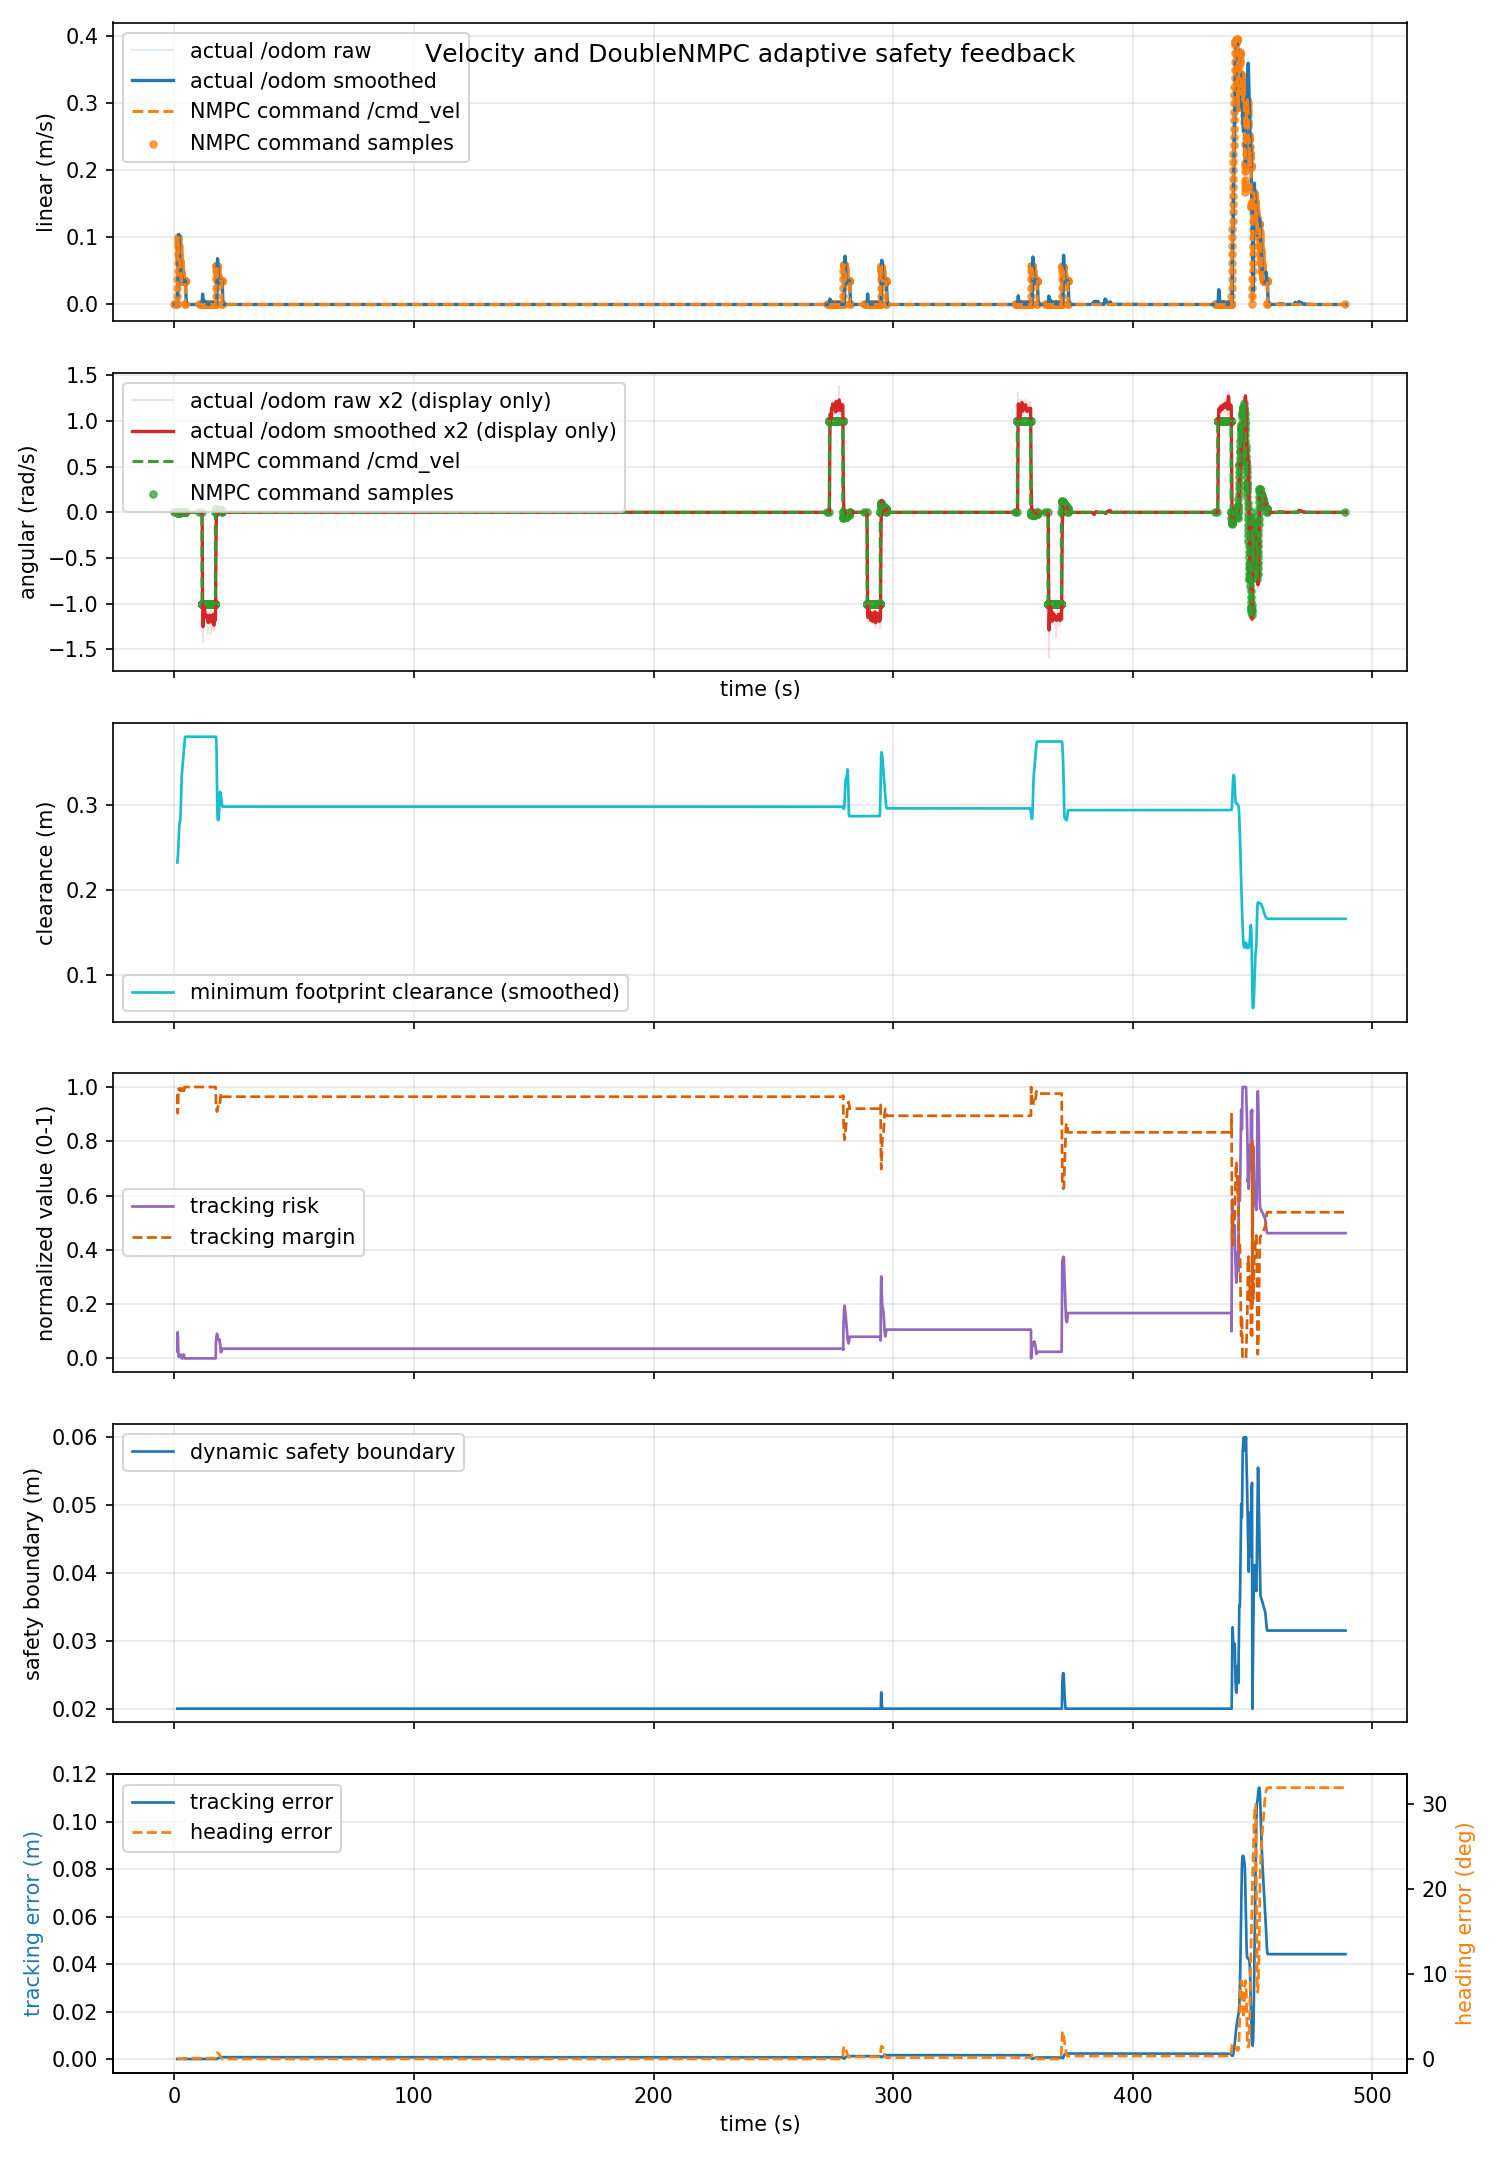 Velocity and DoubleNMPC adaptive safety feedback
actual /odom raw
actual /odom smoothed
NMPC command /cmd_vel
NMPC command samples
linear (m/s)
0.4
0.3
0.2
0.1
0.0
actual /odom raw x2 (display only)
actual /odom smoothed x2 (display only)
NMPC command /cmd_vel
NMPC command samples
angular (rad/s)
1.5
1.0
0.5
0.0
−0.5
−1.0
−1.5
time (s)
clearance (m)
0.3
0.2
0.1
minimum footprint clearance (smoothed)
normalized value (0-1)
1.0
0.8
0.6
0.4
0.2
0.0
tracking risk
tracking margin
safety boundary (m)
0.06
0.05
0.04
0.03
0.02
dynamic safety boundary
tracking error (m)
0.12
0.10
0.08
0.06
0.04
0.02
0.00
tracking error
heading error
30
20
10
0
heading error (deg)
0 100 200 300 400 500
time (s)